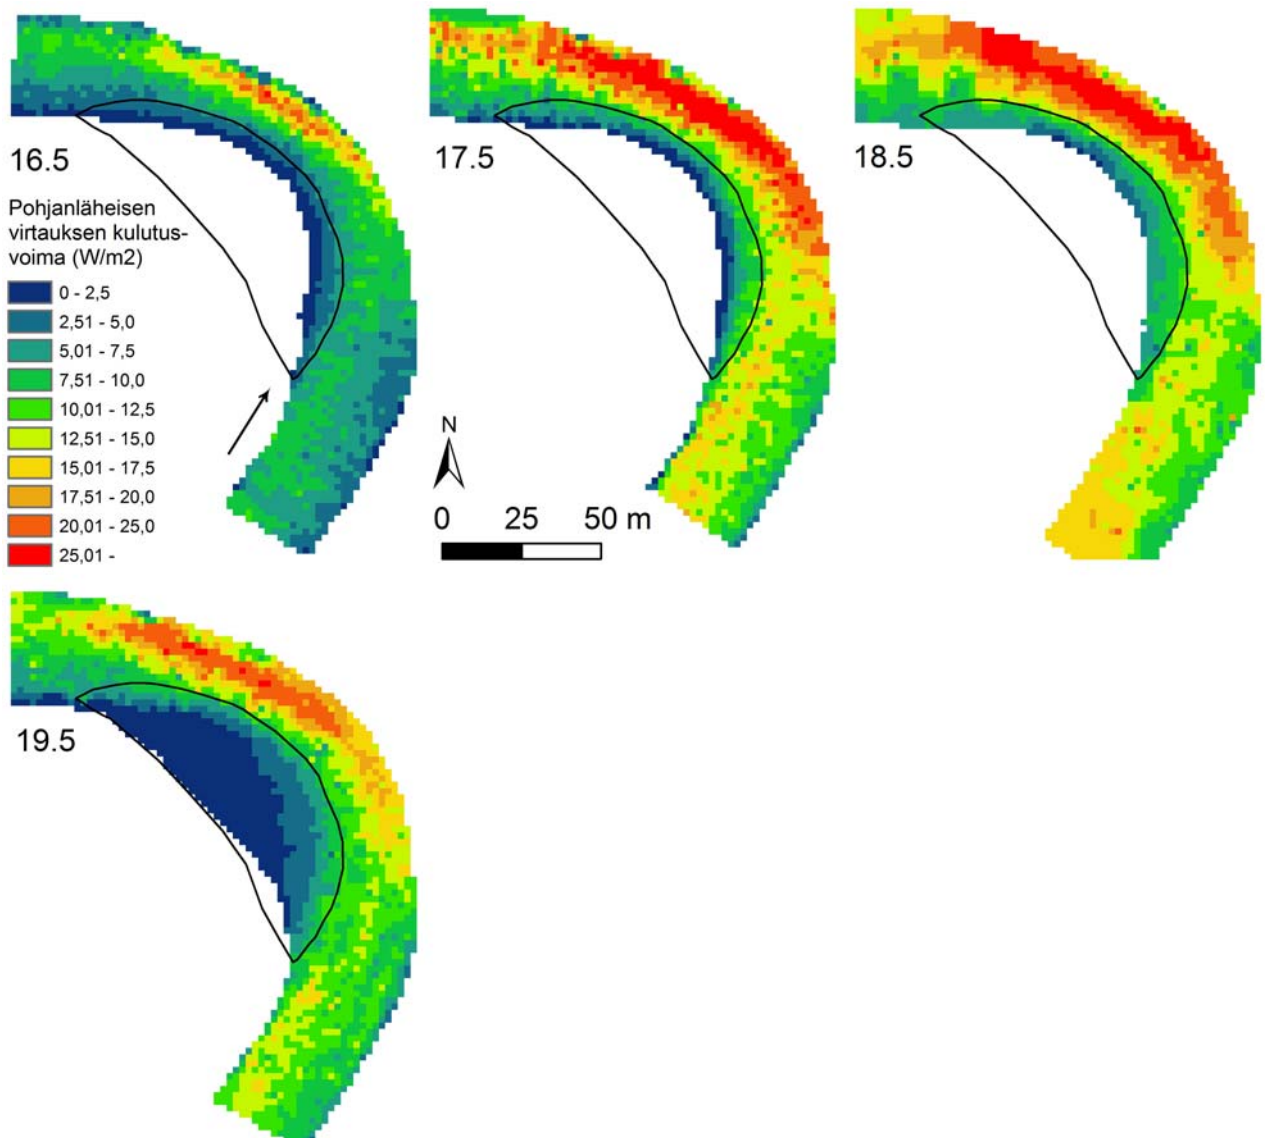 16.5
17.5
18.5
Pohjanläheisen
virtauksen kulutus-
voima (W/m2)
0 - 2,5
2,51 - 5,0
5,01 - 7,5
7,51 - 10,0
10,01 - 12,5
12,51 - 15,0
15,01 - 17,5
17,51 - 20,0
20,01 - 25,0
25,01 -
N
0 25 50 m
19.5